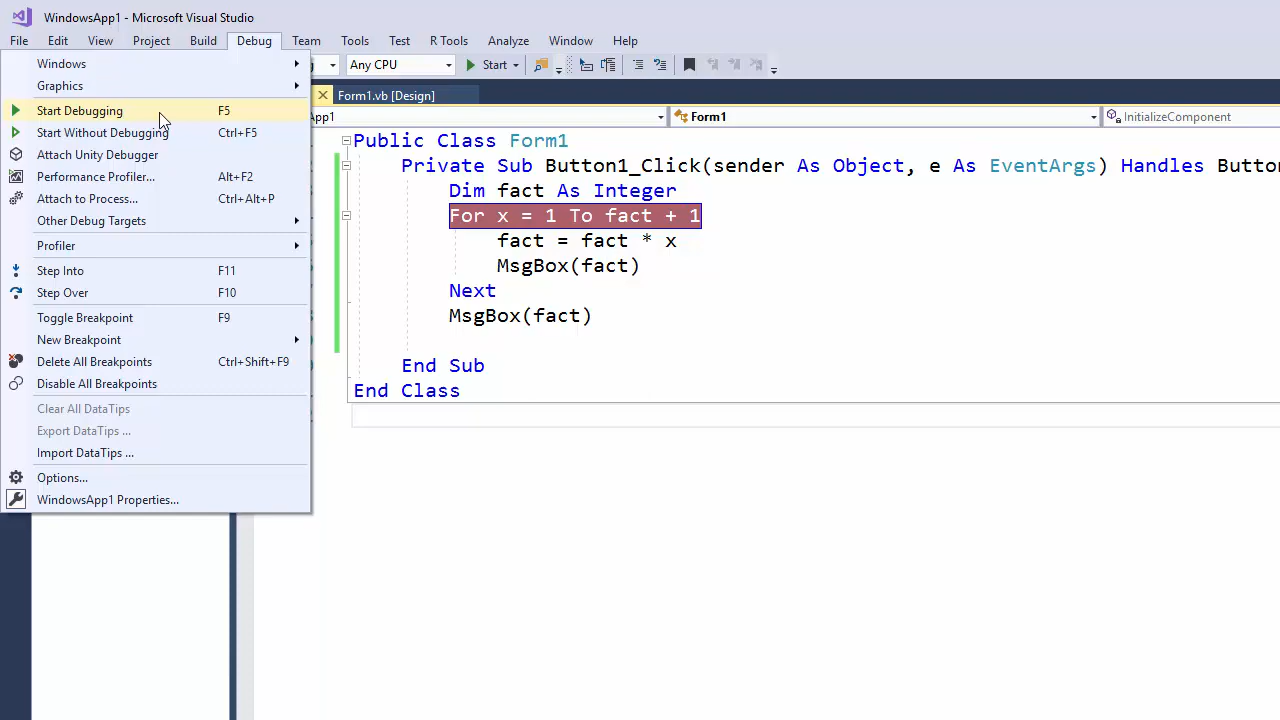 WindowsApp1 - Microsoft Visual Studio
File Edit View Project Build Debug Team Tools Test R Tools Analyze Window Help
Any CPU Start
Form1.vb [Design]
Form1 InitializeComponent
Windows
Graphics
Start Debugging F5
Start Without Debugging Ctrl+F5
Attach Unity Debugger
Performance Profiler... Alt+F2
Attach to Process... Ctrl+Alt+P
Other Debug Targets
Profiler
Step Into F11
Step Over F10
Toggle Breakpoint F9
New Breakpoint
Delete All Breakpoints Ctrl+Shift+F9
Disable All Breakpoints
Clear All DataTips
Export DataTips ...
Import DataTips ...
Options...
WindowsApp1 Properties...
Public Class Form1
Private Sub Button1_Click(sender As Object, e As EventArgs) Handles Button
Dim fact As Integer
For x = 1 To fact + 1
fact = fact * x
MsgBox(fact)
Next
MsgBox(fact)
End Sub
End Class